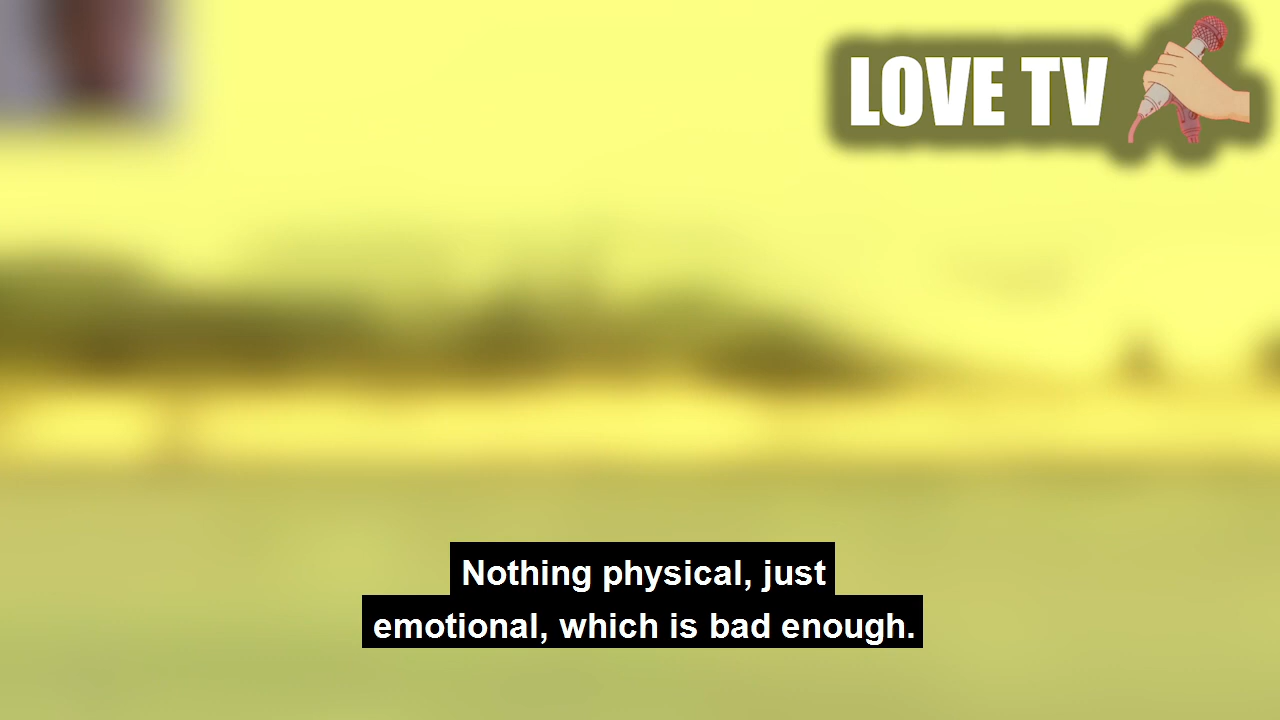 LOVE TV
Nothing physical, just
emotional, which is bad enough.